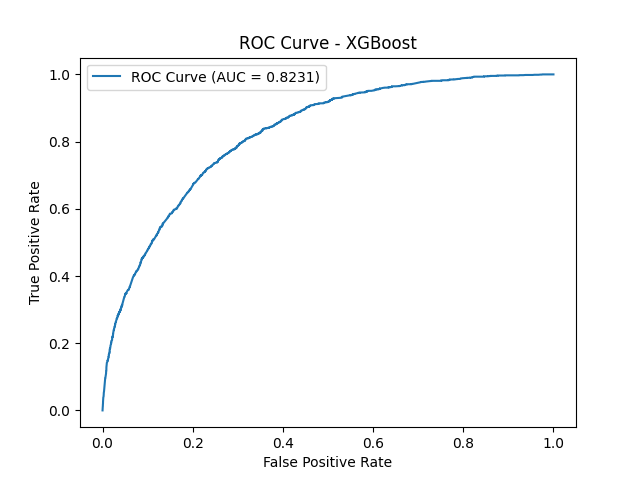 ROC Curve - XGBoost
ROC Curve (AUC = 0.8231)
1.0
0.8
0.6
0.4
0.2
0.0
True Positive Rate
0.0 0.2 0.4 0.6 0.8 1.0
False Positive Rate